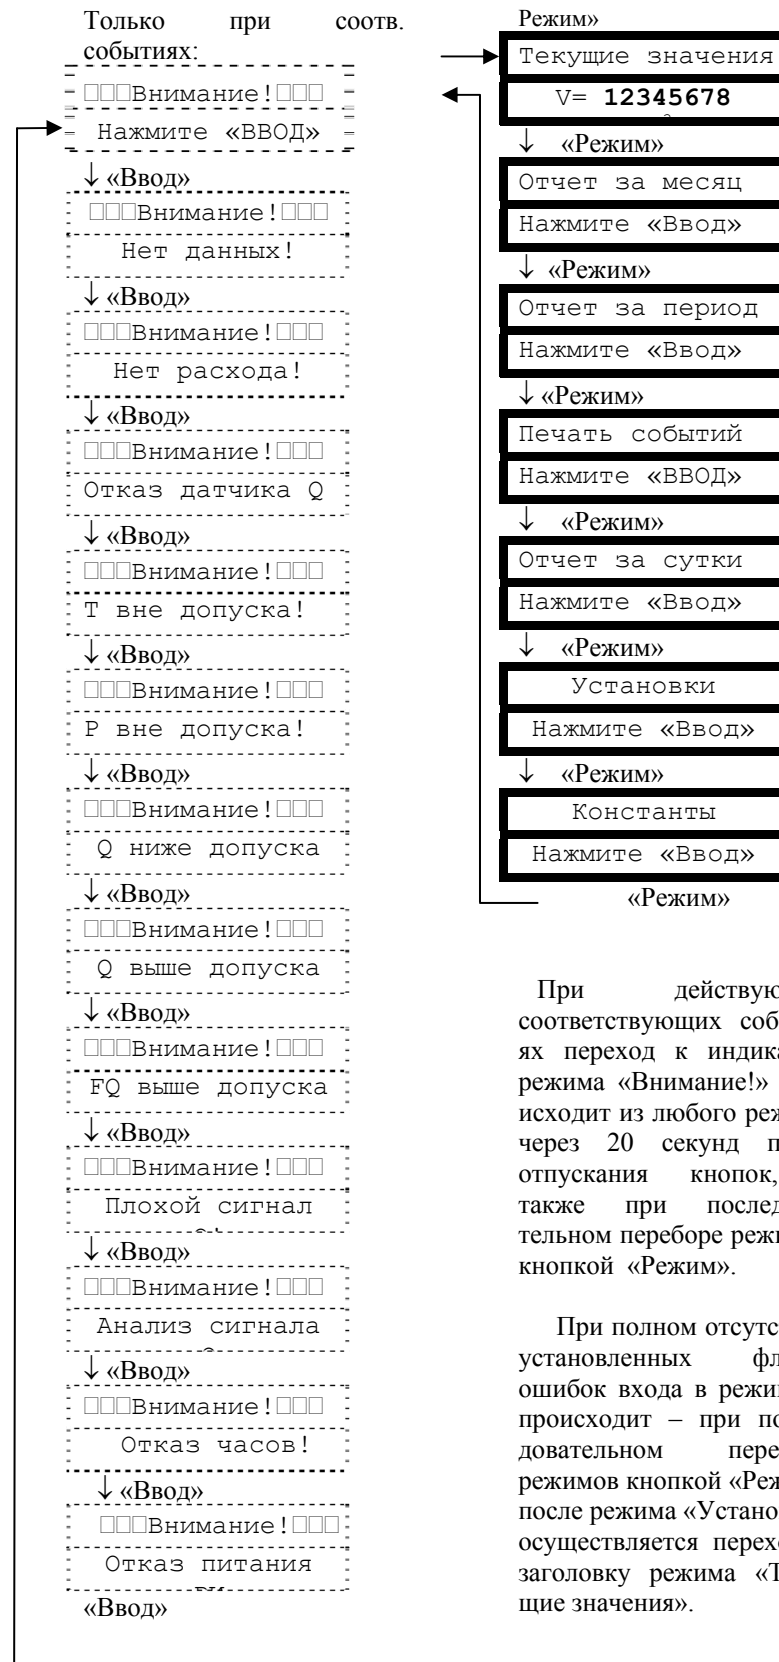 Только при соотв.
событиях:
□□□Внимание!□□□
Нажмите «ВВОД»
↓ «Ввод»
□□□Внимание!□□□
Нет данных!
↓ «Ввод»
□□□Внимание!□□□
Нет расхода!
↓ «Ввод»
□□□Внимание!□□□
Отказ датчика Q
↓ «Ввод»
□□□Внимание!□□□
Т вне допуска!
↓ «Ввод»
□□□Внимание!□□□
Р вне допуска!
↓ «Ввод»
□□□Внимание!□□□
Q ниже допуска
↓ «Ввод»
□□□Внимание!□□□
Q выше допуска
↓ «Ввод»
□□□Внимание!□□□
FQ выше допуска
↓ «Ввод»
□□□Внимание!□□□
Плохой сигнал
↓ «Ввод»
□□□Внимание!□□□
Анализ сигнала
↓ «Ввод»
□□□Внимание!□□□
Отказ часов!
↓ «Ввод»
□□□Внимание!□□□
Отказ питания
«Ввод»
Режим»
Текущие значения
V= 12345678
↓ «Режим»
Отчет за месяц
Нажмите «Ввод»
↓ «Режим»
Отчет за период
Нажмите «Ввод»
↓ «Режим»
Печать событий
Нажмите «ВВОД»
↓ «Режим»
Отчет за сутки
Нажмите «Ввод»
↓ «Режим»
Установки
Нажмите «Ввод»
↓ «Режим»
Константы
Нажмите «Ввод»
«Режим»
При действую
соответствующих соб
ях переход к индика
режима «Внимание!»
исходит из любого реж
через 20 секунд п
отпускания кнопок,
также при послед
тельном переборе режи
кнопкой «Режим».
При полном отсутс
установленных фл
ошибок входа в режи
происходит – при по
довательном пере
режимов кнопкой «Реж
после режима «Устано
осуществляется перех
заголовку режима «Т
щие значения».